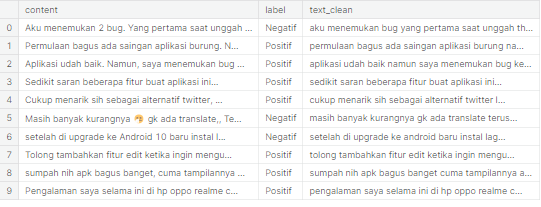 content label text_clean
0 Aku menemukan 2 bug. Yang pertama saat unggah ... Negatif aku menemukan bug yang pertama saat unggah th...
1 Permulaan bagus ada saingan aplikasi burung. N... Positif permulaan bagus ada saingan aplikasi burung na...
2 Aplikasi udah baik. Namun, saya menemukan bug ... Positif aplikasi udah baik namun saya menemukan bug ke...
3 Sedikit saran beberapa fitur buat aplikasi ini... Positif sedikit saran beberapa fitur buat aplikasi ini...
4 Cukup menarik sih sebagai alternatif twitter, ... Positif cukup menarik sih sebagai alternatif twitter l...
5 Masih banyak kurangnya 🤧 gk ada translate,, Te... Negatif masih banyak kurangnya gk ada translate terus...
6 setelah di upgrade ke Android 10 baru instal l... Negatif setelah di upgrade ke android baru instal lag...
7 Tolong tambahkan fitur edit ketika ingin mengu... Positif tolong tambahkan fitur edit ketika ingin mengu...
8 sumpah nih apk bagus banget, cuma tampilannya ... Positif sumpah nih apk bagus banget cuma tampilannya a...
9 Pengalaman saya selama ini di hp oppo realme c... Positif pengalaman saya selama ini di hp oppo realme c...